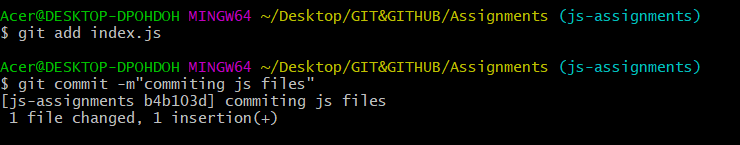 Acer@DESKTOP-DPOHDOH MINGW64 ~/Desktop/GIT&GITHUB/Assignments (js-assignments)
$ git add index.js
Acer@DESKTOP-DPOHDOH MINGW64 ~/Desktop/GIT&GITHUB/Assignments (js-assignments)
$ git commit -m"commiting js files"
[js-assignments b4b103d] commiting js files
 1 file changed, 1 insertion(+)